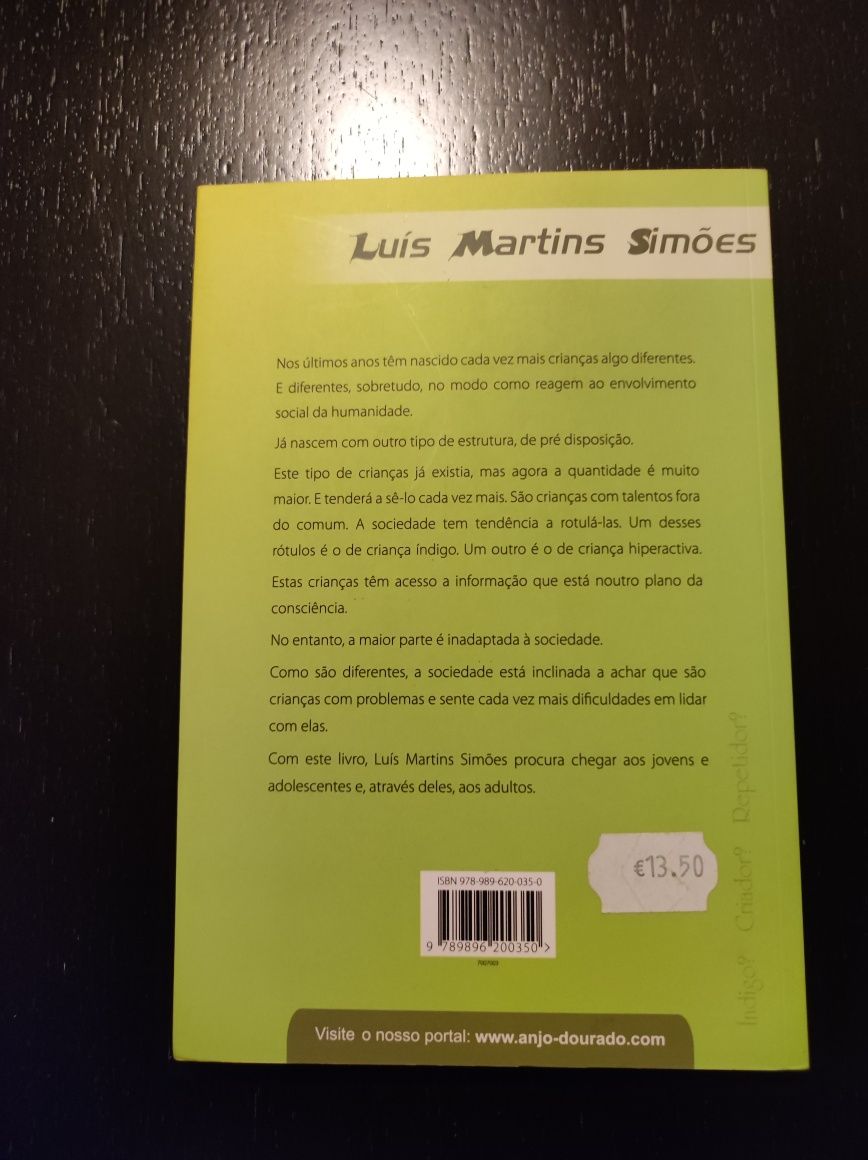 Luís Martins Simões
Nos últimos anos têm nascido cada vez mais crianças algo diferentes.
E diferentes, sobretudo, no modo como reagem ao envolvimento
social da humanidade.
Já nascem com outro tipo de estrutura, de pré disposição.
Este tipo de crianças já existia, mas agora a quantidade é muito
maior. E tenderá a sê-lo cada vez mais. São crianças com talentos fora
do comum. A sociedade tem tendência a rotulá-las. Um desses
rótulos é o de criança índigo. Um outro é o de criança hiperactiva.
Estas crianças têm acesso a informação que está noutro plano da
consciência.
No entanto, a maior parte é inadaptada à sociedade.
Como são diferentes, a sociedade está inclinada a achar que são
crianças com problemas e sente cada vez mais dificuldades em lidar
com elas.
Com este livro, Luís Martins Simões procura chegar aos jovens e
adolescentes e, através deles, aos adultos.
Indigo? Criador? Repetidor?
€13.50
ISBN 978-989-620-035-0
9 789896 200350 >
7007003
Visite o nosso portal: www.anjo-dourado.com